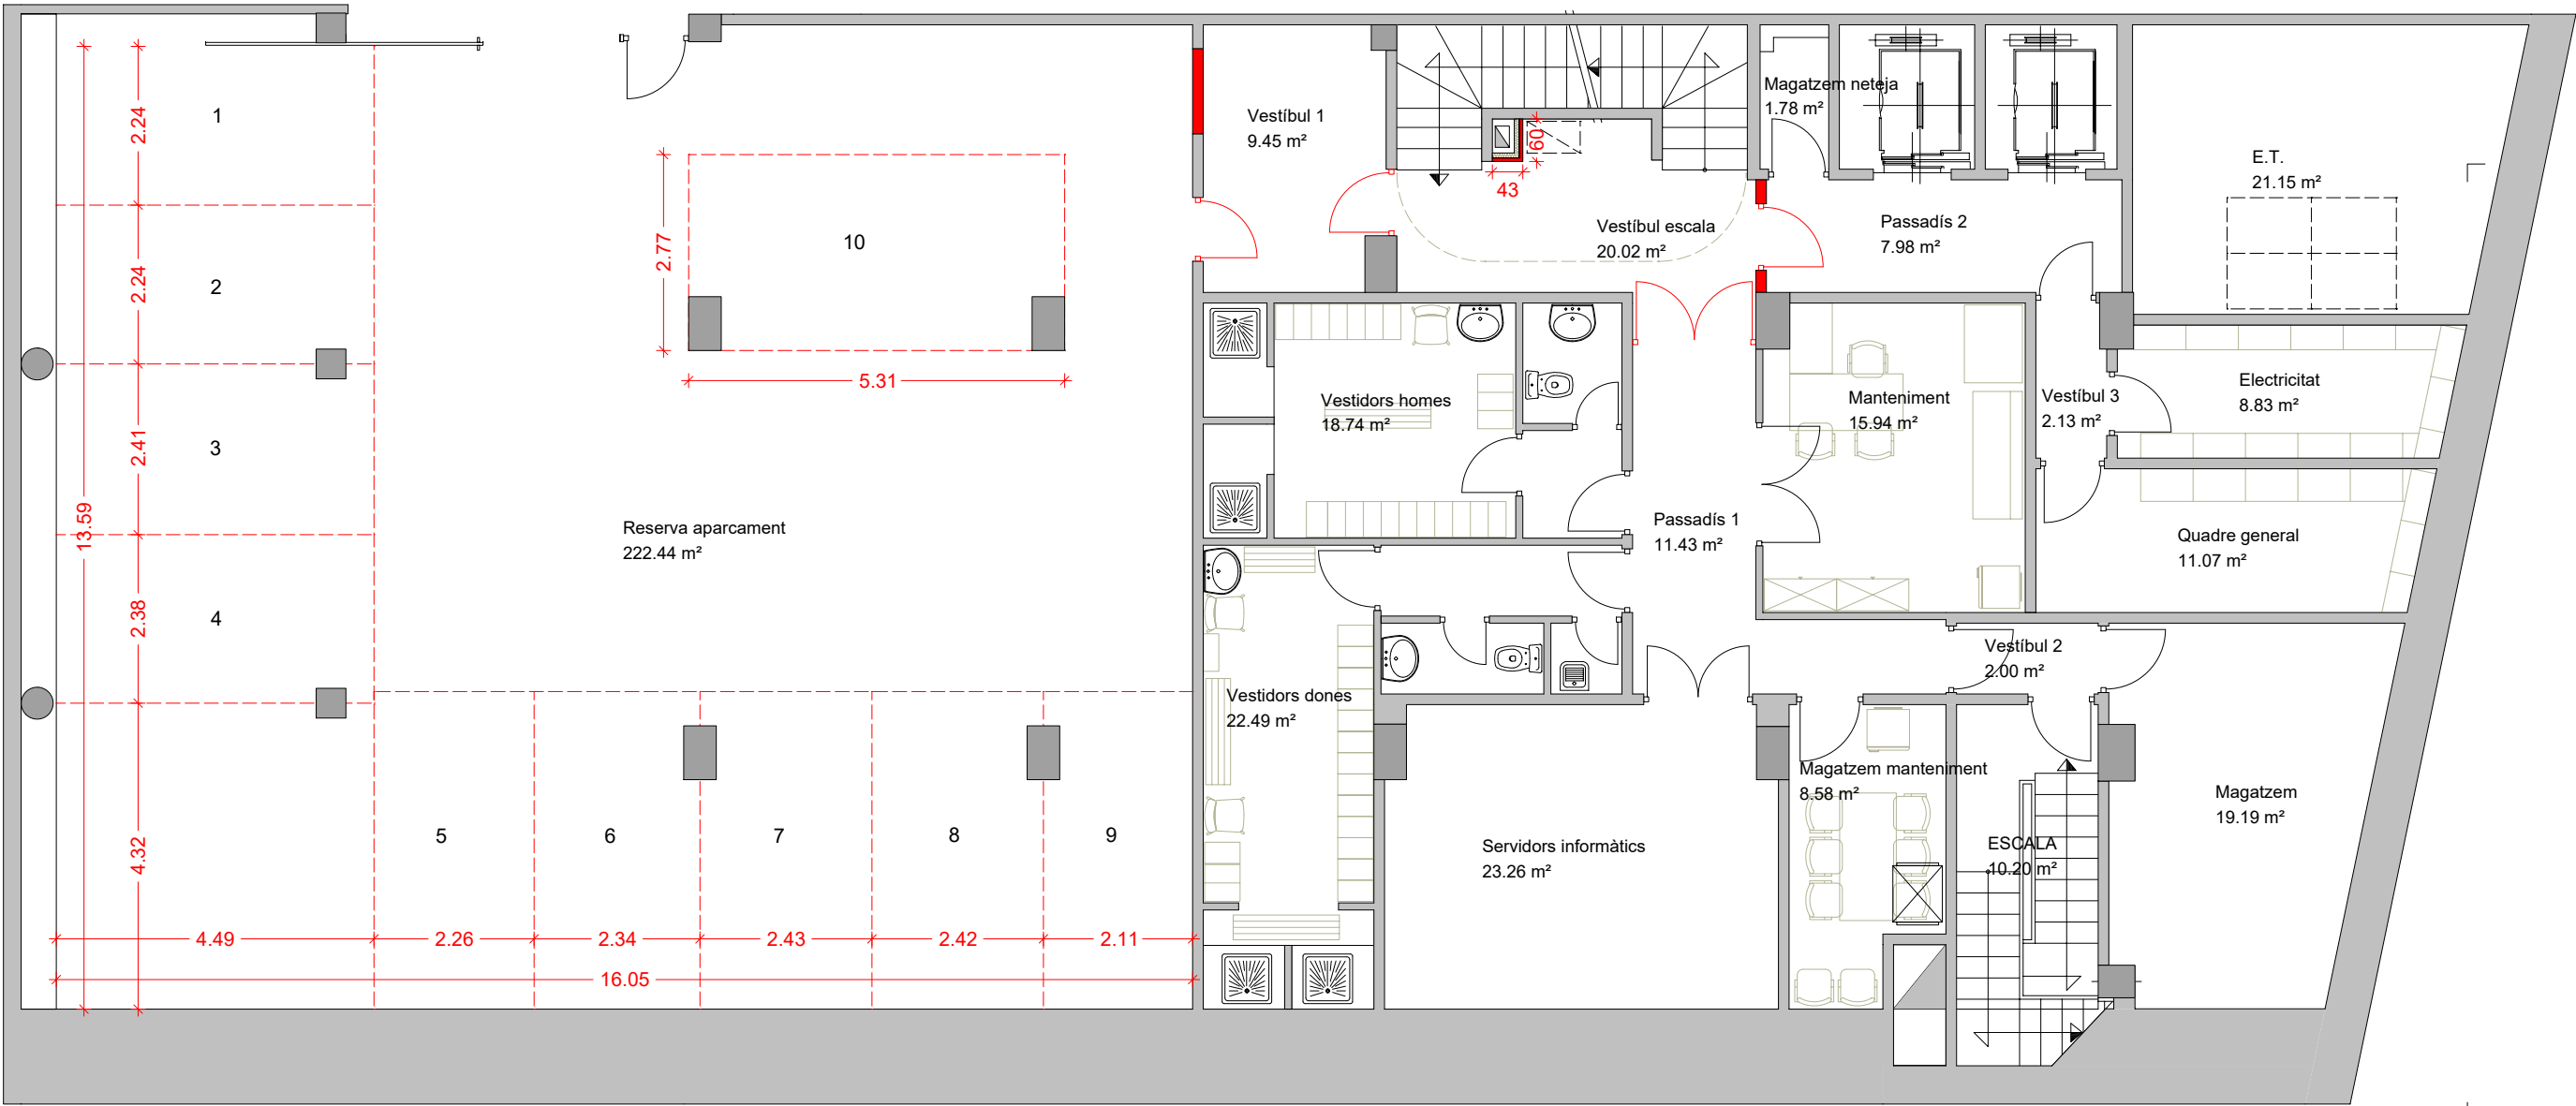 1
2.24
2
2.24
3
2.41
13.59
4
2.38
4.32
10
2.77
5.31
Reserva aparcament
222.44 m²
5
6
7
8
9
4.49
2.26
2.34
2.43
2.42
2.11
16.05
Vestíbul 1
9.45 m²
60
43
Vestíbul escala
20.02 m²
Magatzem neteja
1.78 m²
Passadís 2
7.98 m²
E.T.
21.15 m²
Vestidors homes
18.74 m²
Manteniment
15.94 m²
Vestíbul 3
2.13 m²
Electricitat
8.83 m²
Passadís 1
11.43 m²
Quadre general
11.07 m²
Vestidors dones
22.49 m²
Vestíbul 2
2.00 m²
Servidors informàtics
23.26 m²
Magatzem manteniment
8.58 m²
ESCALA
10.20 m²
Magatzem
19.19 m²